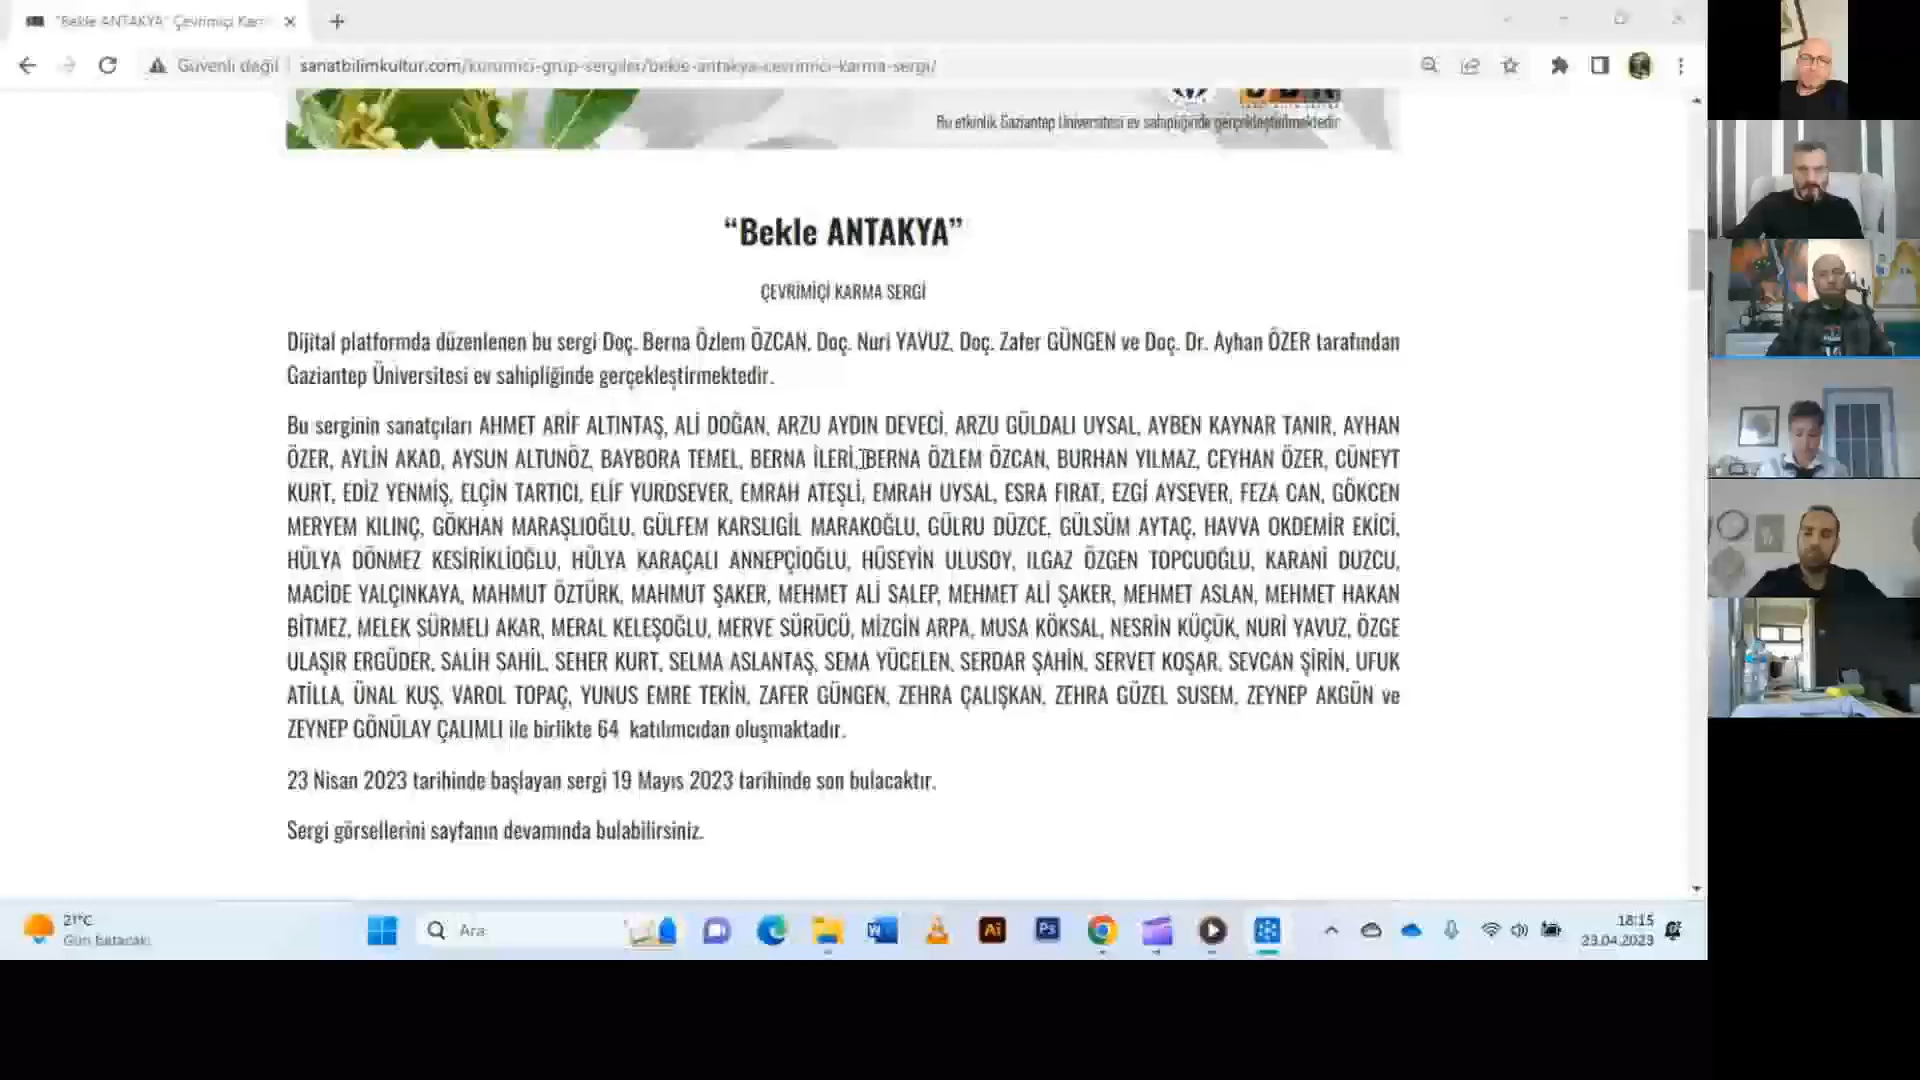 "Bekle ANTAKYA" Çevrimiçi Karm
Güvenli değil
sanatbilimkultur.com/kurumici-grup-sergiler/bekle-antakya-cevrimici-karma-sergi/
Bu etkinlik Gaziantep Üniversitesi ev sahipliğinde gerçekleştirilmektedir.
“Bekle ANTAKYA”
ÇEVRİMİÇİ KARMA SERGİ
Dijital platformda düzenlenen bu sergi Doç. Berna Özlem ÖZCAN, Doç. Nuri YAVUZ, Doç. Zafer GÜNGEN ve Doç. Dr. Ayhan ÖZER tarafından
Gaziantep Üniversitesi ev sahipliğinde gerçekleştirmektedir.
Bu serginin sanatçıları AHMET ARİF ALTINTAŞ, ALİ DOĞAN, ARZU AYDIN DEVECİ, ARZU GÜLDALI UYSAL, AYBEN KAYNAR TANIR, AYHAN
ÖZER, AYLİN AKAD, AYSUN ALTUNÖZ, BAYBORA TEMEL, BERNA İLERİ, BERNA ÖZLEM ÖZCAN, BURHAN YILMAZ, CEYHAN ÖZER, CÜNEYT
KURT, EDİZ YENMİŞ, ELÇİN TARTICI, ELİF YURDSEVER, EMRAH ATEŞLİ, EMRAH UYSAL, ESRA FIRAT, EZGİ AYSEVER, FEZA CAN, GÖKCEN
MERYEM KILINÇ, GÖKHAN MARAŞLIOĞLU, GÜLFEM KARSLIGİL MARAKOĞLU, GÜLRU DÜZCE, GÜLSÜM AYTAÇ, HAVVA OKDEMİR EKİCİ,
HÜLYA DÖNMEZ KESİRİKLİOĞLU, HÜLYA KARAÇALI ANNEPÇİOĞLU, HÜSEYİN ULUSOY, ILGAZ ÖZGEN TOPCUOĞLU, KARANİ DUZCU,
MACİDE YALÇINKAYA, MAHMUT ÖZTÜRK, MAHMUT ŞAKER, MEHMET ALİ SALEP, MEHMET ALİ ŞAKER, MEHMET ASLAN, MEHMET HAKAN
BİTMEZ, MELEK SÜRMELI AKAR, MERAL KELEŞOĞLU, MERVE SÜRÜCÜ, MİZGİN ARPA, MUSA KÖKSAL, NESRİN KÜÇÜK, NURİ YAVUZ, ÖZGE
ULAŞIR ERGÜDER, SALİH SAHİL, SEHER KURT, SELMA ASLANTAŞ, SEMA YÜCELEN, SERDAR ŞAHİN, SERVET KOŞAR, SEVCAN ŞİRİN, UFUK
ATİLLA, ÜNAL KUŞ, VAROL TOPAÇ, YUNUS EMRE TEKİN, ZAFER GÜNGEN, ZEHRA ÇALIŞKAN, ZEHRA GÜZEL SUSEM, ZEYNEP AKGÜN ve
ZEYNEP GÖNÜLAY ÇALIMLI ile birlikte 64 katılımcıdan oluşmaktadır.
23 Nisan 2023 tarihinde başlayan sergi 19 Mayıs 2023 tarihinde son bulacaktır.
Sergi görsellerini sayfanın devamında bulabilirsiniz.
21°C
Gün batacak
Ara
W
Ai
Ps
18:15
23.04.2023